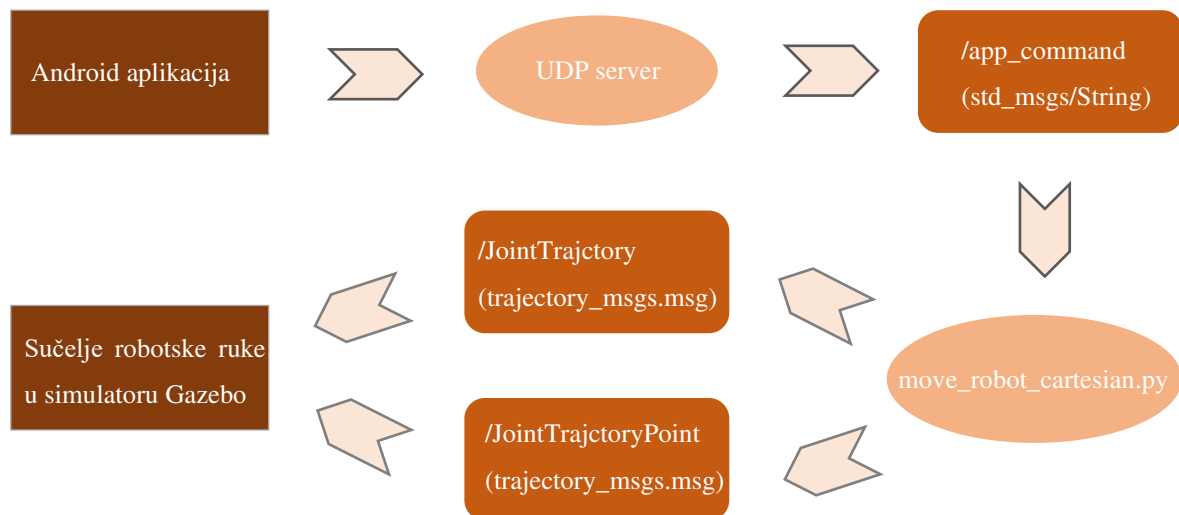 Android aplikacija
UDP server
/app_command
(std_msgs/String)
/JointTrajctory
(trajectory_msgs.msg)
Sučelje robotske ruke
u simulatoru Gazebo
move_robot_cartesian.py
/JointTrajctoryPoint
(trajectory_msgs.msg)